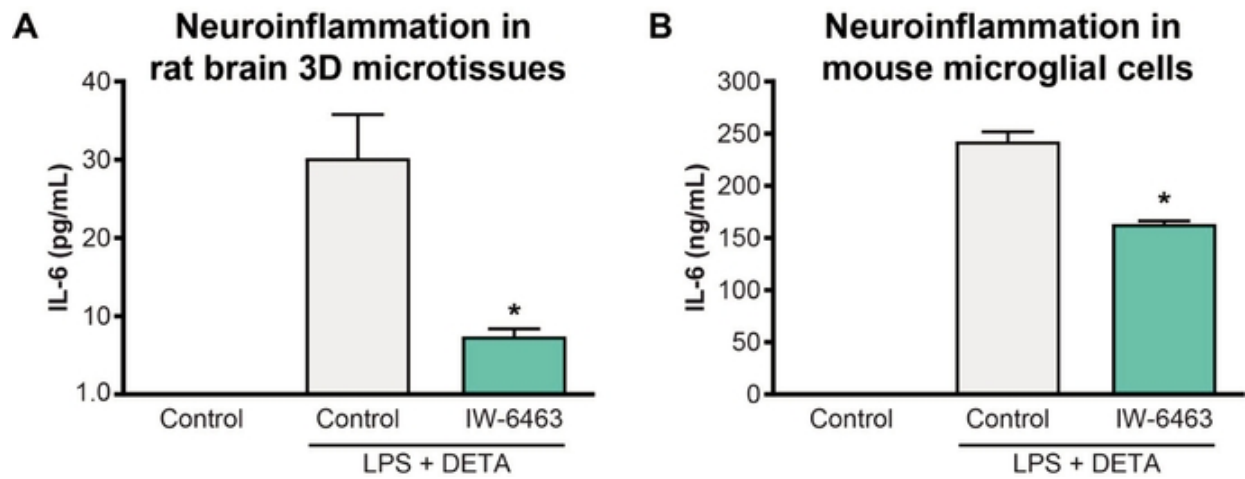 A
Neuroinflammation in
rat brain 3D microtissues
IL-6 (pg/mL)
40
30
20
10
1.0
*
Control
Control
IW-6463
LPS + DETA
B
Neuroinflammation in
mouse microglial cells
IL-6 (ng/mL)
300
250
200
150
100
50
0
*
Control
Control
IW-6463
LPS + DETA